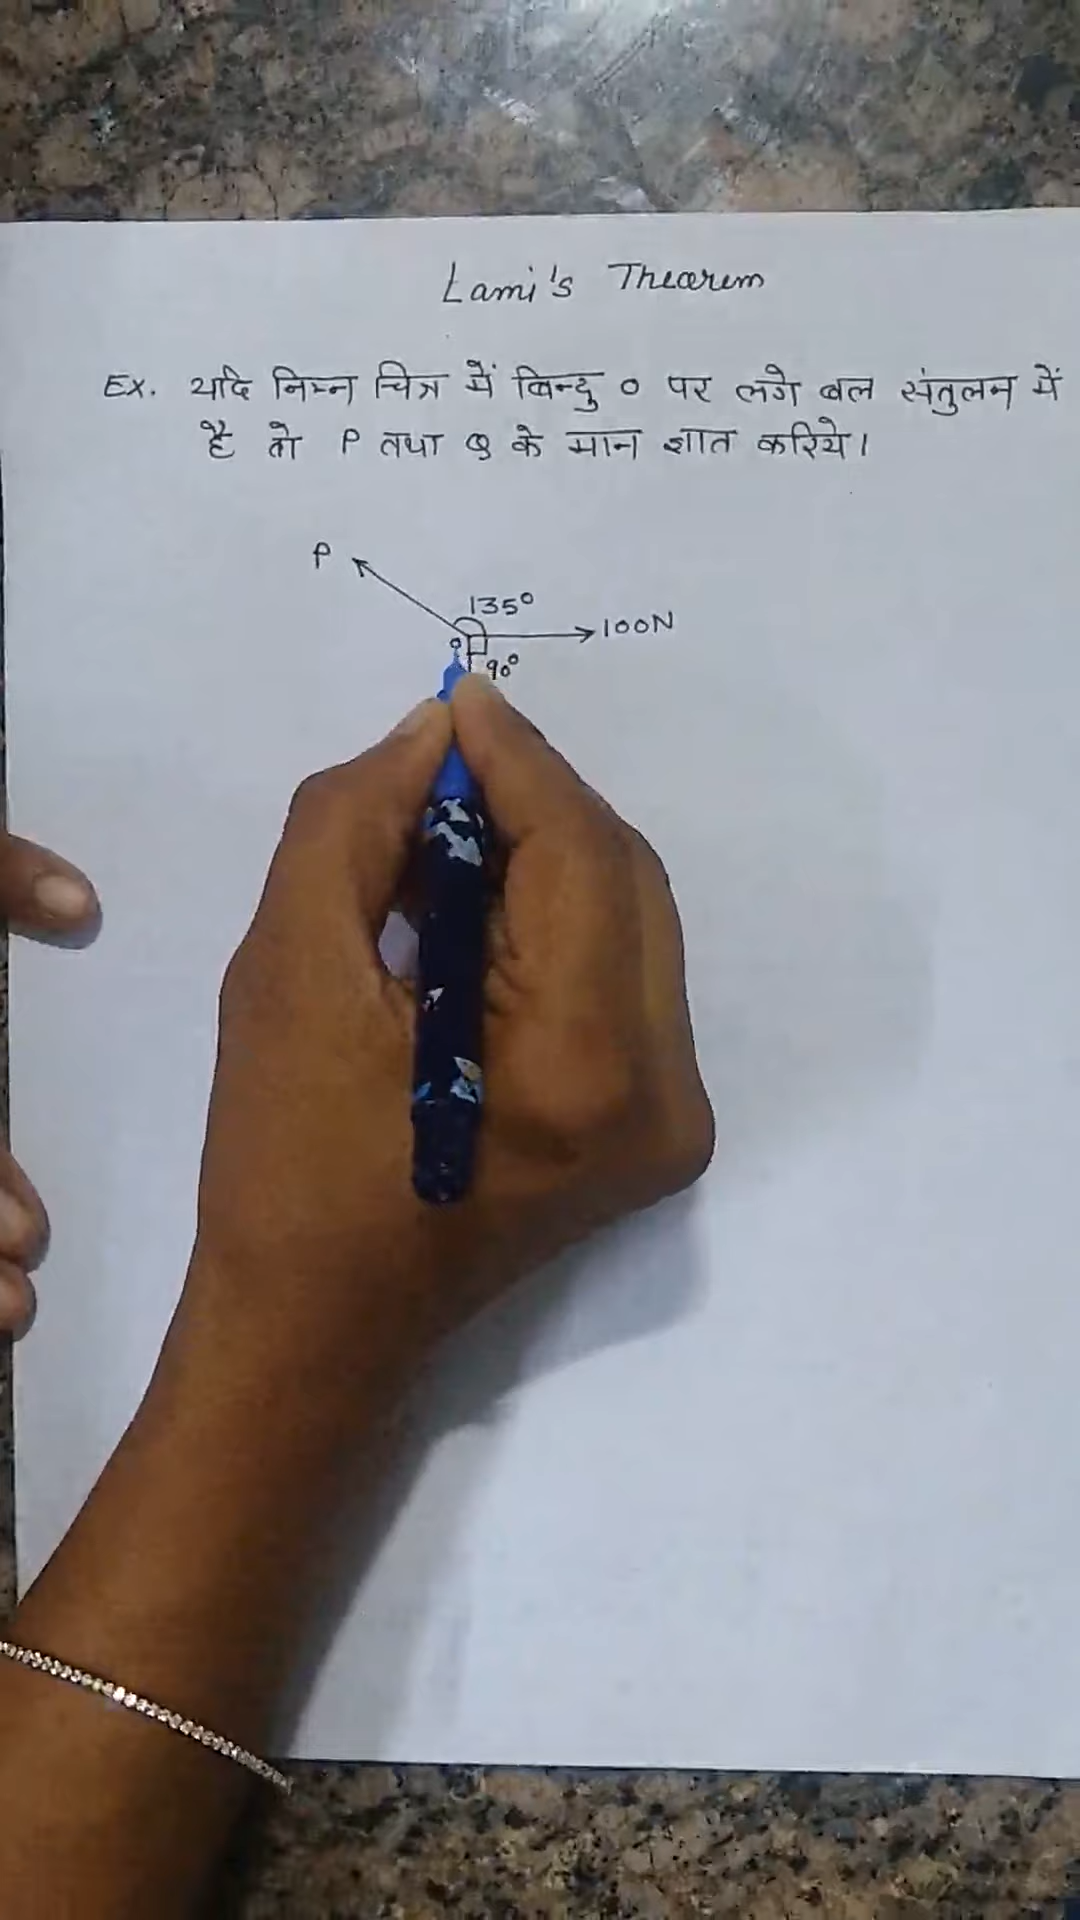 Lami's Thearem
Ex. यदि निम्न चित्र में बिन्दु O पर लगे बल संतुलन में
है तो P तथा Q के मान ज्ञात करिये।
P
135°
100N
O
90°